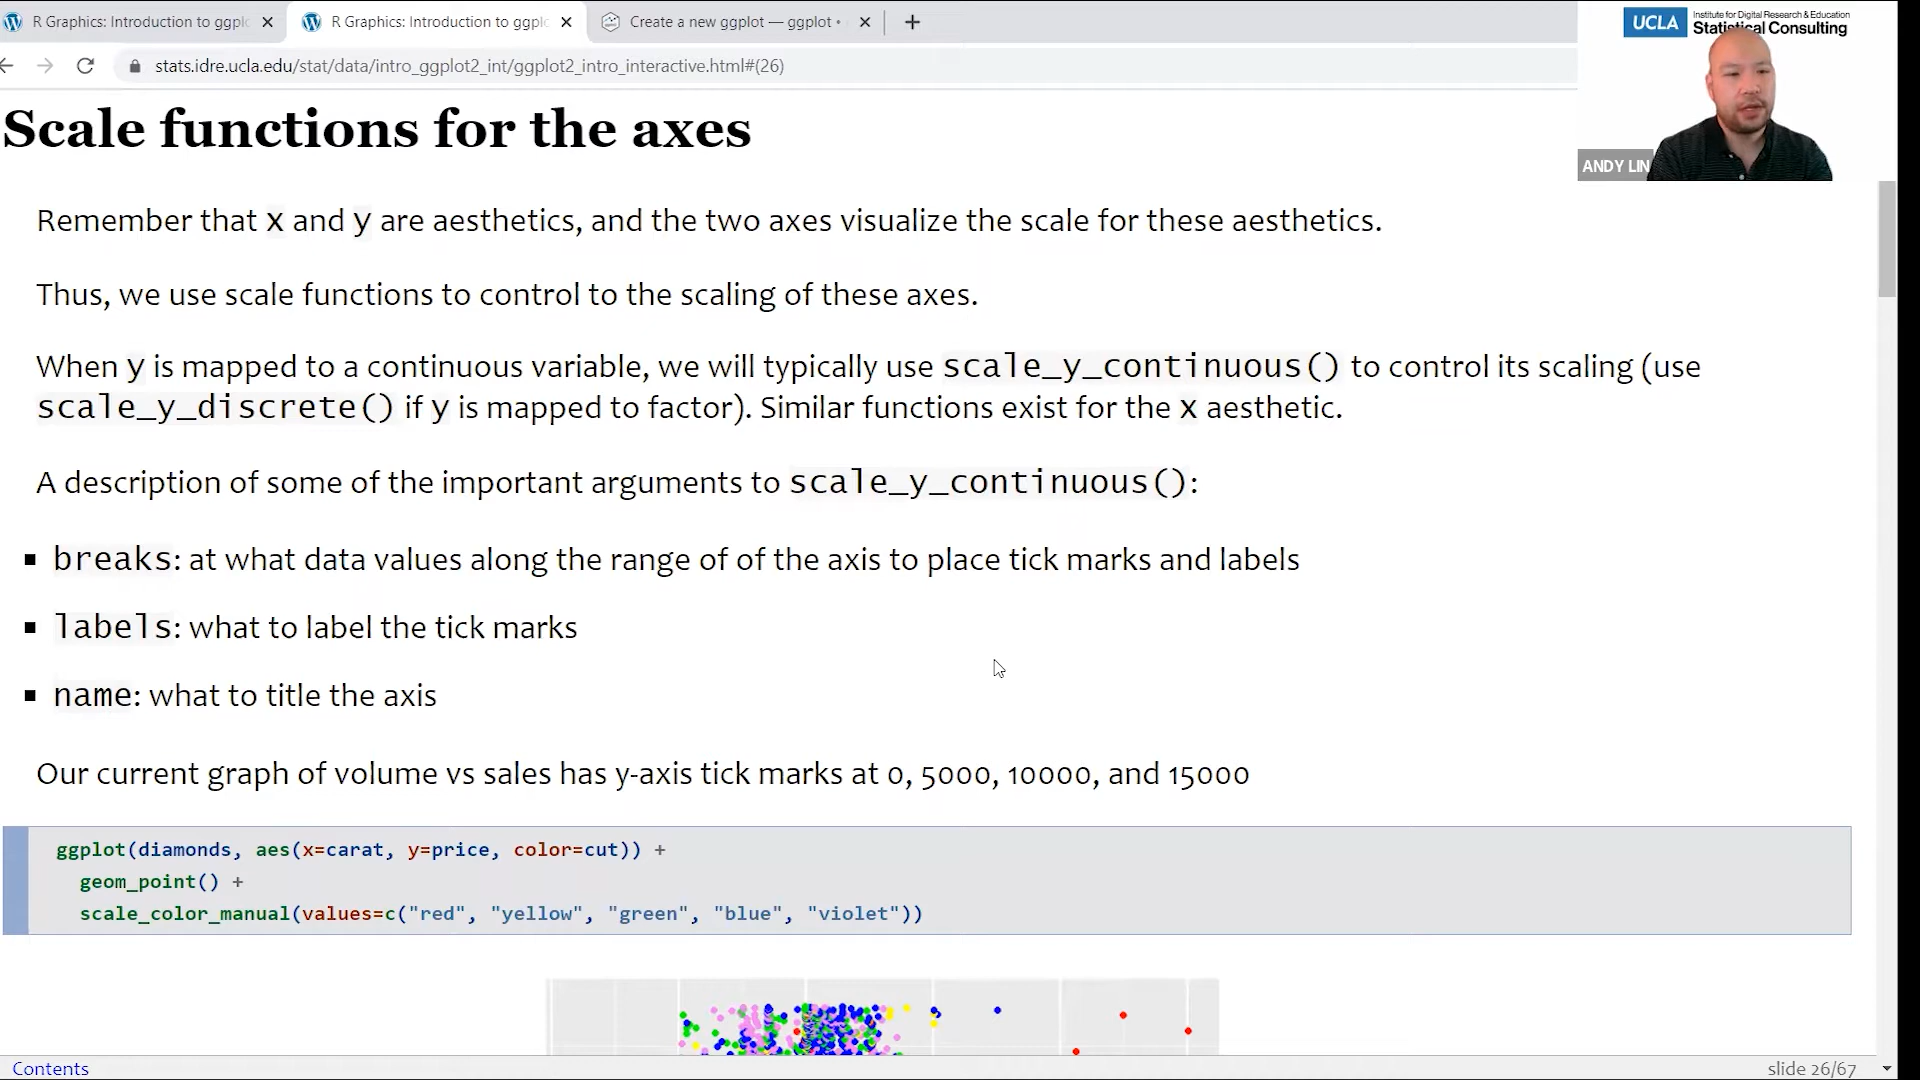 R Graphics: Introduction to ggplo
R Graphics: Introduction to ggplo
Create a new ggplot — ggplot •
stats.idre.ucla.edu/stat/data/intro_ggplot2_int/ggplot2_intro_interactive.html#(26)
UCLA
Institute for Digital Research & Education
Statistical Consulting
ANDY LIN
Scale functions for the axes
Remember that x and y are aesthetics, and the two axes visualize the scale for these aesthetics.
Thus, we use scale functions to control to the scaling of these axes.
When y is mapped to a continuous variable, we will typically use scale_y_continuous() to control its scaling (use
scale_y_discrete() if y is mapped to factor). Similar functions exist for the x aesthetic.
A description of some of the important arguments to scale_y_continuous():
▪ breaks: at what data values along the range of of the axis to place tick marks and labels
▪ labels: what to label the tick marks
▪ name: what to title the axis
Our current graph of volume vs sales has y-axis tick marks at 0, 5000, 10000, and 15000
ggplot(diamonds, aes(x=carat, y=price, color=cut)) +
geom_point() +
scale_color_manual(values=c("red", "yellow", "green", "blue", "violet"))
Contents
slide 26/67